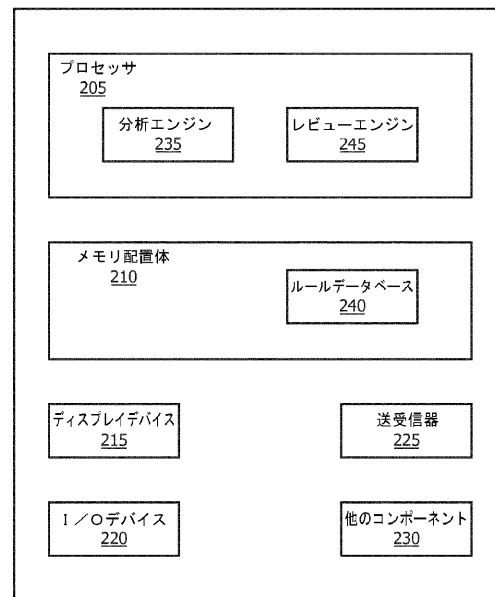 プロセッサ
205
分析エンジン
235
レビューエンジン
245
メモリ配置体
210
ルールデータベース
240
ディスプレイデバイス
215
送受信器
225
I／Oデバイス
220
他のコンポーネント
230